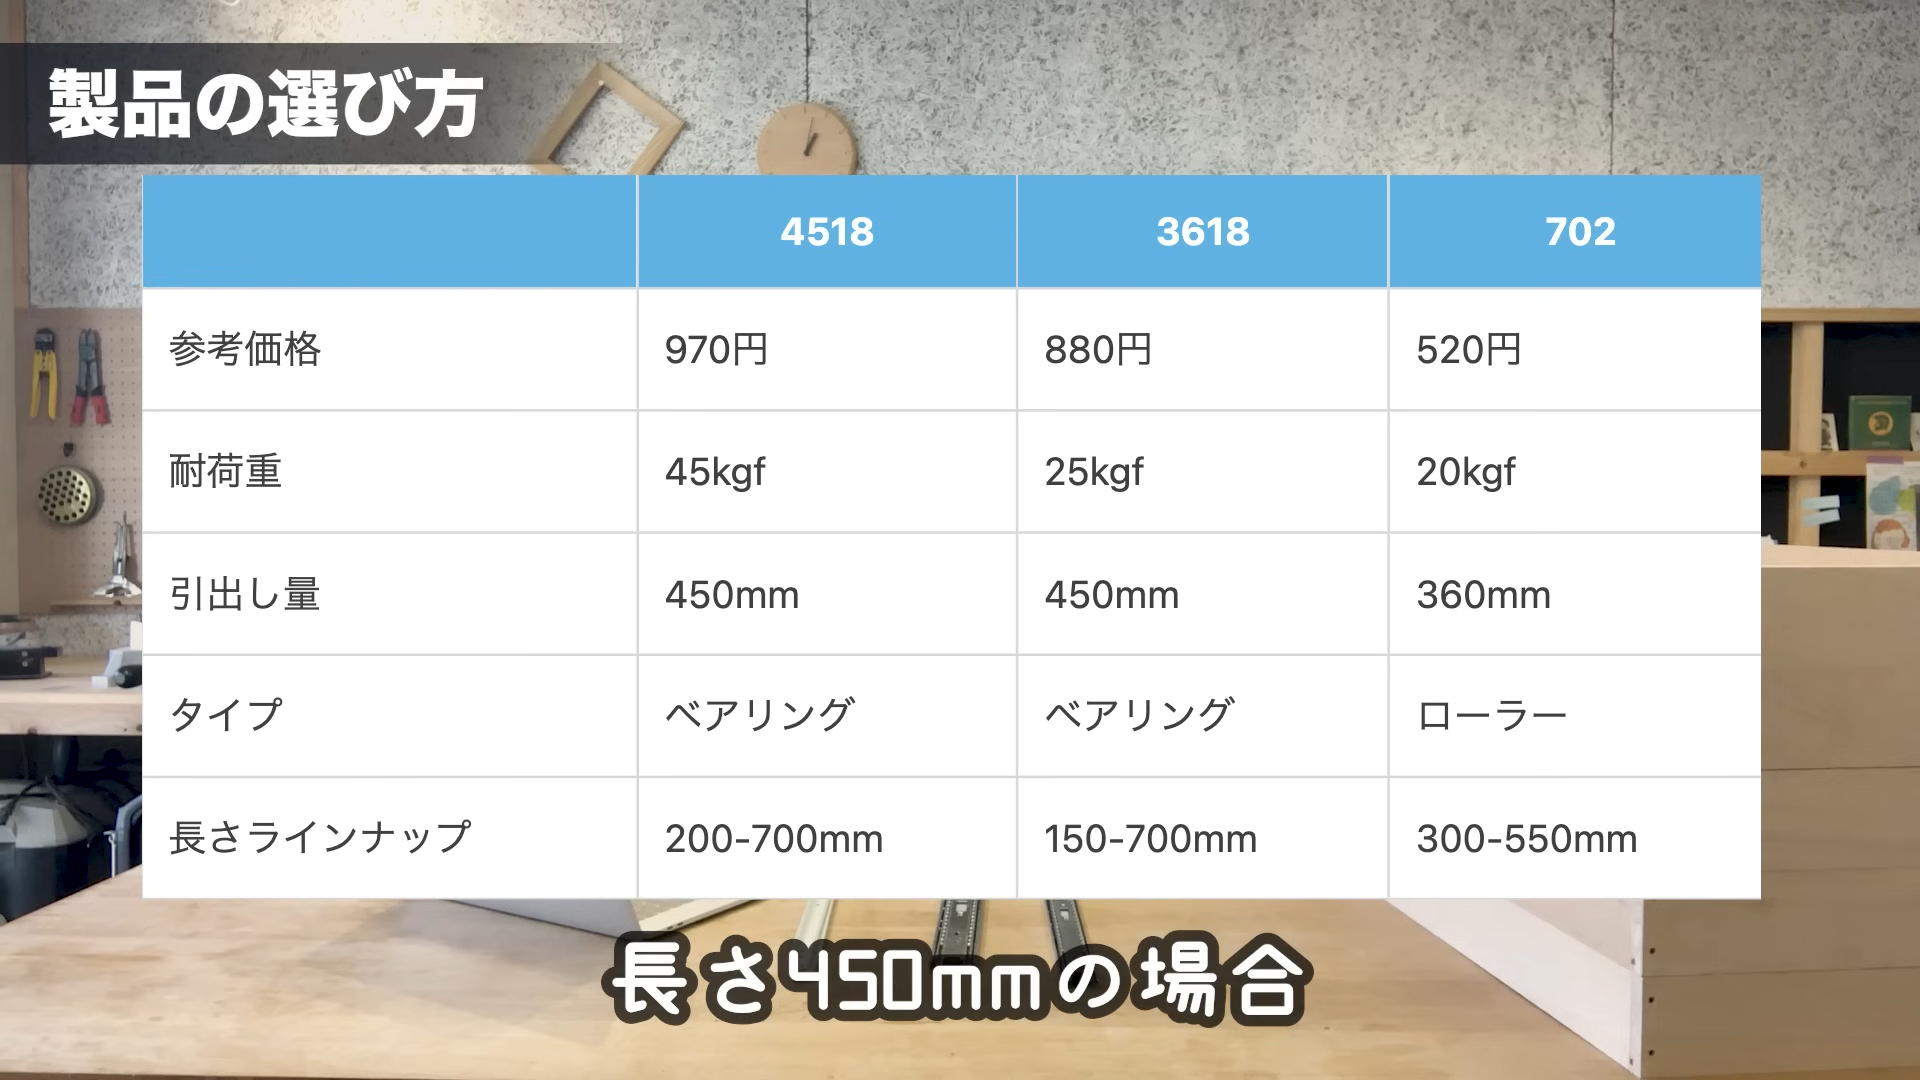 製品の選び方
4518 3618 702
参考価格 970円 880円 520円
耐荷重 45kgf 25kgf 20kgf
引出し量 450mm 450mm 360mm
タイプ ベアリング ベアリング ローラー
長さラインナップ 200-700mm 150-700mm 300-550mm
長さ450mmの場合